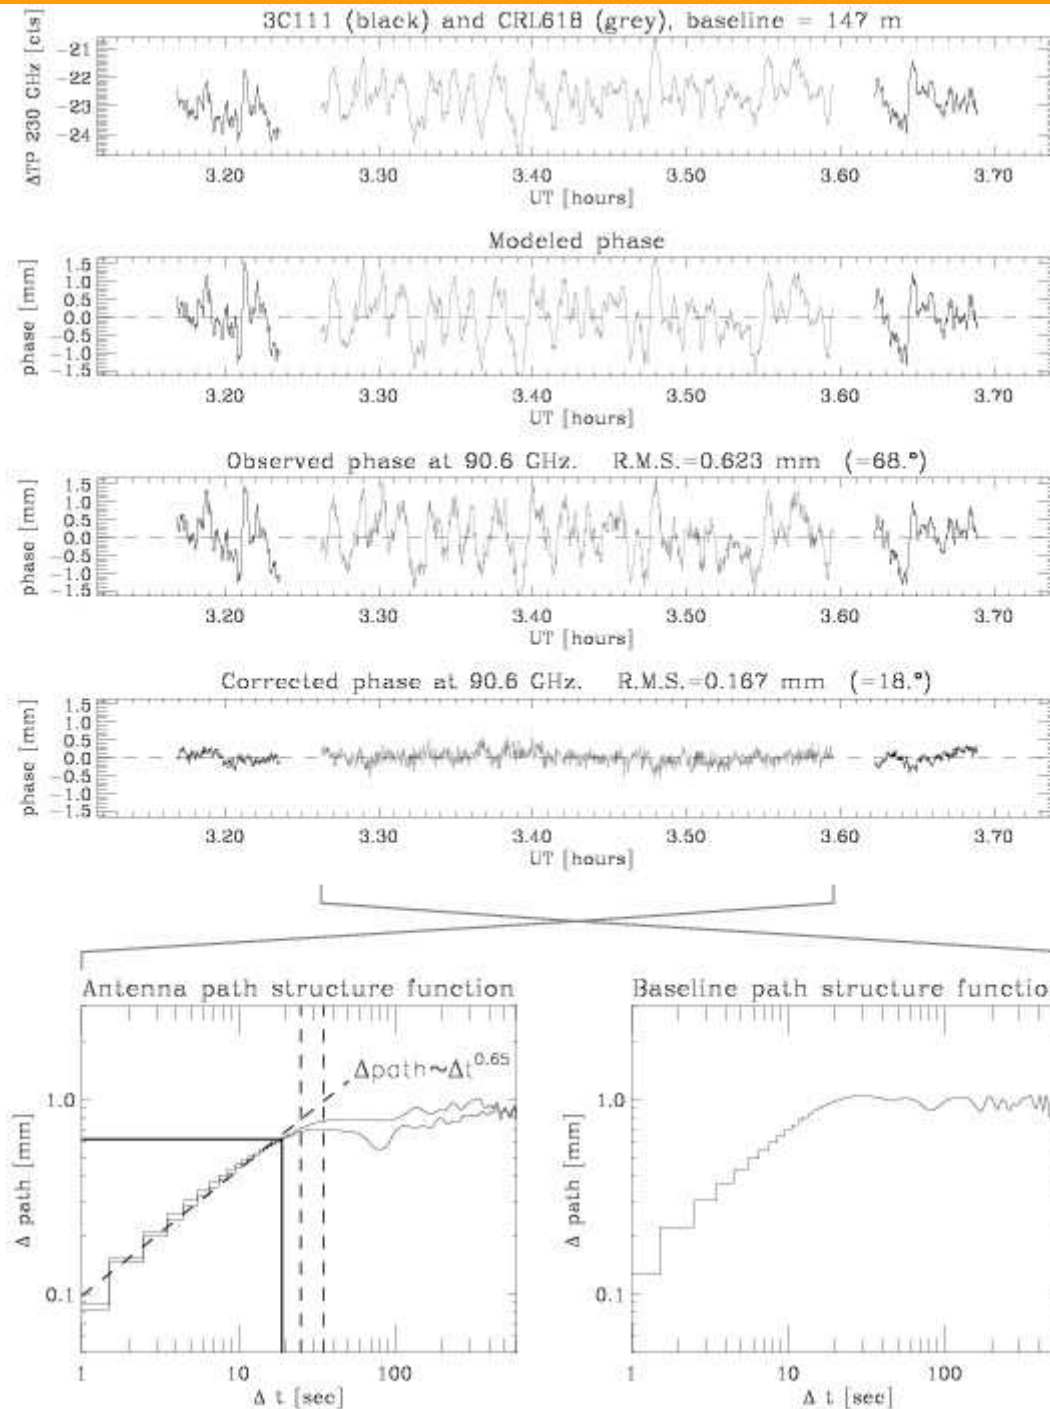 3C111 (black) and CRL618 (grey), baseline = 147 m
ΔTP 230 GHz [cts]
-21
-22
-23
-24
3.20 3.30 3.40 3.50 3.60 3.70
UT [hours]
Modeled phase
phase [mm]
1.5
1.0
0.5
0.0
-0.5
-1.0
-1.5
3.20 3.30 3.40 3.50 3.60 3.70
UT [hours]
Observed phase at 90.6 GHz. R.M.S.=0.623 mm (=68.°)
phase [mm]
1.5
1.0
0.5
0.0
-0.5
-1.0
-1.5
3.20 3.30 3.40 3.50 3.60 3.70
UT [hours]
Corrected phase at 90.6 GHz. R.M.S.=0.167 mm (=18.°)
phase [mm]
1.5
1.0
0.5
0.0
-0.5
-1.0
-1.5
3.20 3.30 3.40 3.50 3.60 3.70
UT [hours]
Antenna path structure function
Δpath~Δt^0.65
Δ path [mm]
1.0
0.1
1 10 100
Δ t [sec]
Baseline path structure functio
Δ path [mm]
1.0
0.1
1 10 100
Δ t [sec]